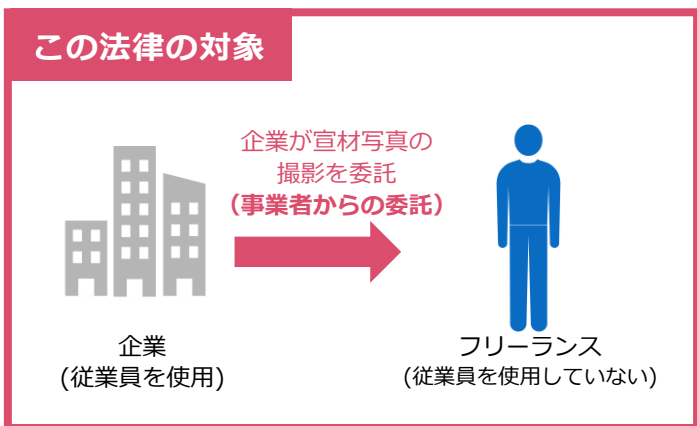 この法律の対象
企業が宣材写真の
撮影を委託
（事業者からの委託）
企業
(従業員を使用)
フリーランス
(従業員を使用していない)